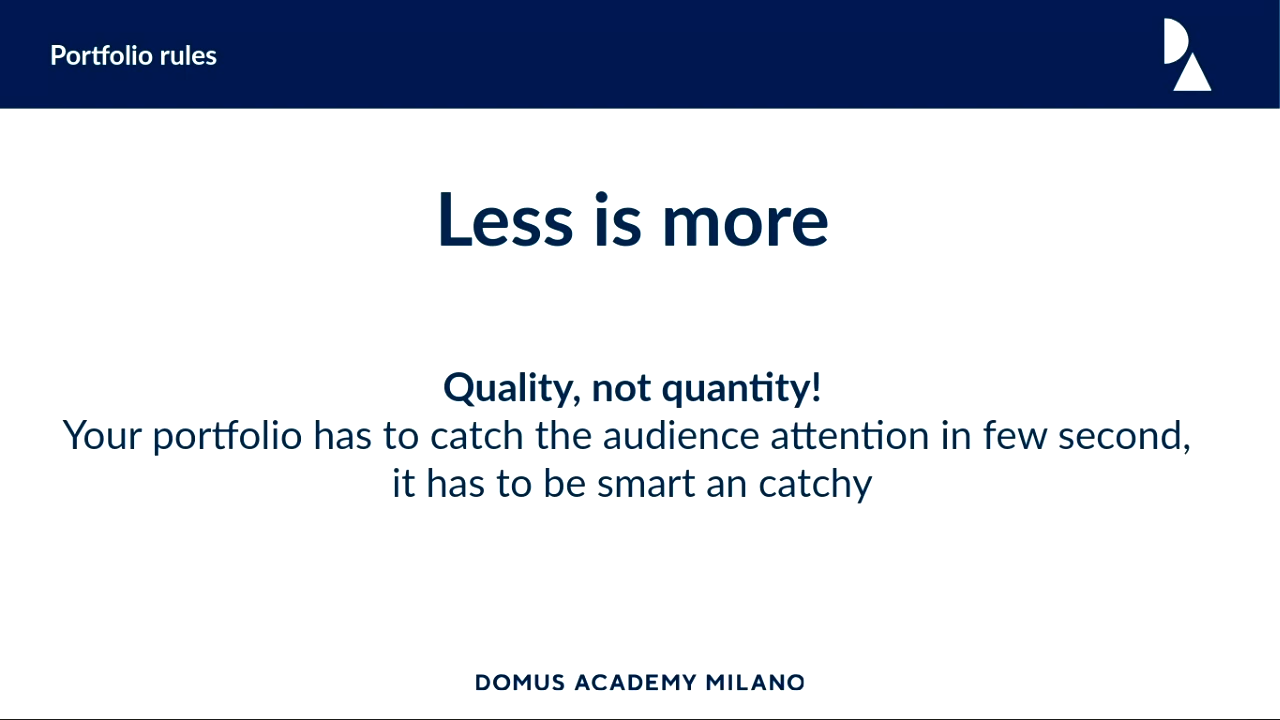 Portfolio rules
Less is more
Quality, not quantity!
Your portfolio has to catch the audience attention in few second,
it has to be smart an catchy
DOMUS ACADEMY MILANO